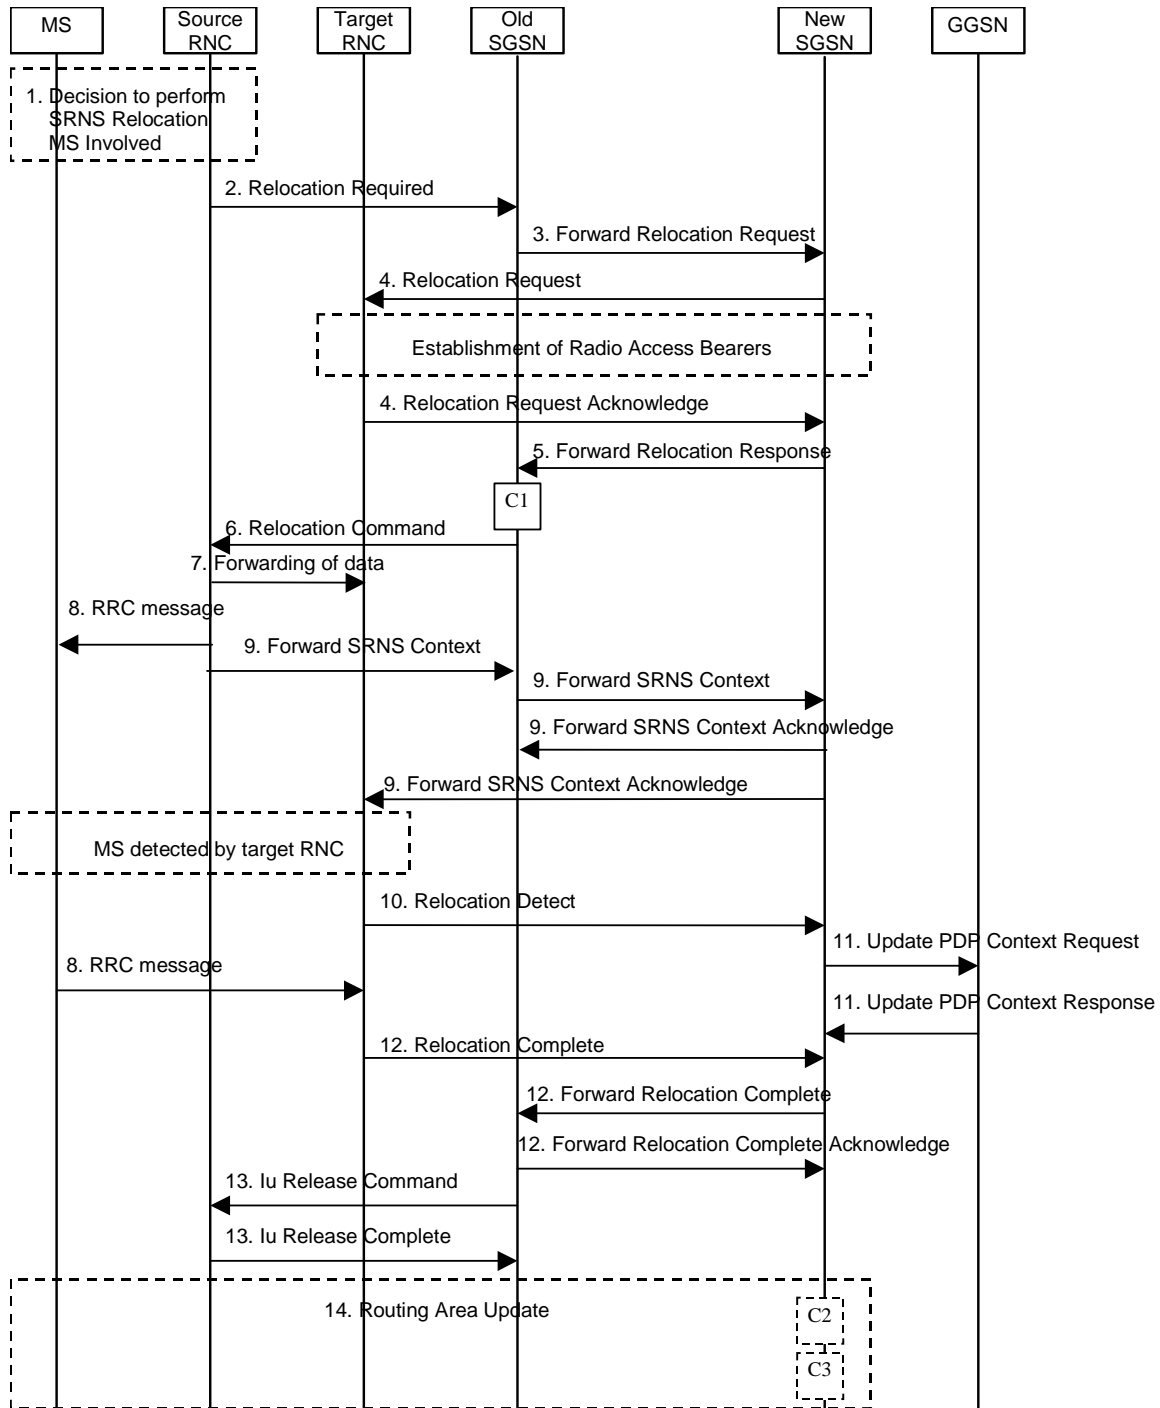 MS
Source
RNC
Target
RNC
Old
SGSN
New
SGSN
GGSN
1. Decision to perform
SRNS Relocation
MS Involved
2. Relocation Required
3. Forward Relocation Request
4. Relocation Request
Establishment of Radio Access Bearers
4. Relocation Request Acknowledge
5. Forward Relocation Response
C1
6. Relocation Command
7. Forwarding of data
8. RRC message
9. Forward SRNS Context
9. Forward SRNS Context
9. Forward SRNS Context Acknowledge
9. Forward SRNS Context Acknowledge
MS detected by target RNC
10. Relocation Detect
11. Update PDP Context Request
8. RRC message
11. Update PDP Context Response
12. Relocation Complete
12. Forward Relocation Complete
12. Forward Relocation Complete Acknowledge
13. Iu Release Command
13. Iu Release Complete
14. Routing Area Update
C2
C3